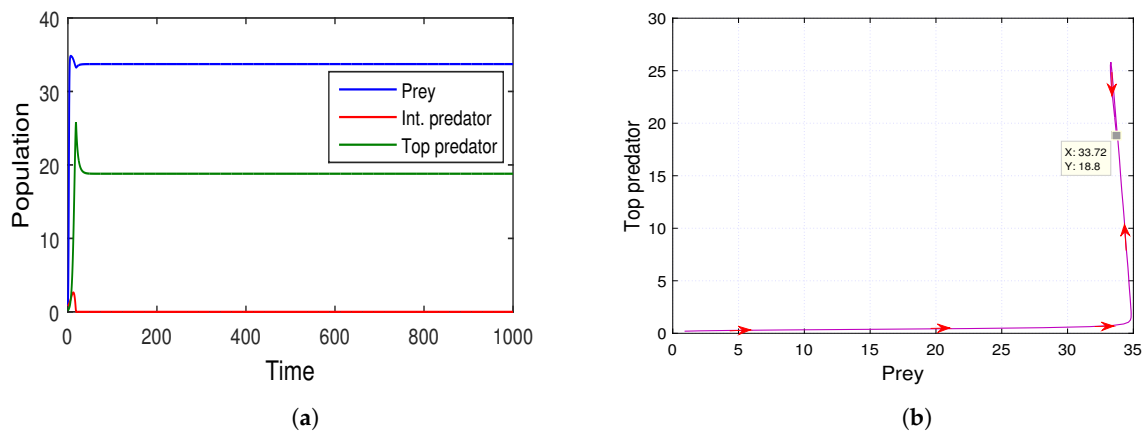 40
30
20
10
0
Population
Prey
Int. predator
Top predator
0 200 400 600 800 1000
Time
(a)
30
25
20
15
10
5
0
Top predator
X: 33.72
Y: 18.8
0 5 10 15 20 25 30 35
Prey
(b)